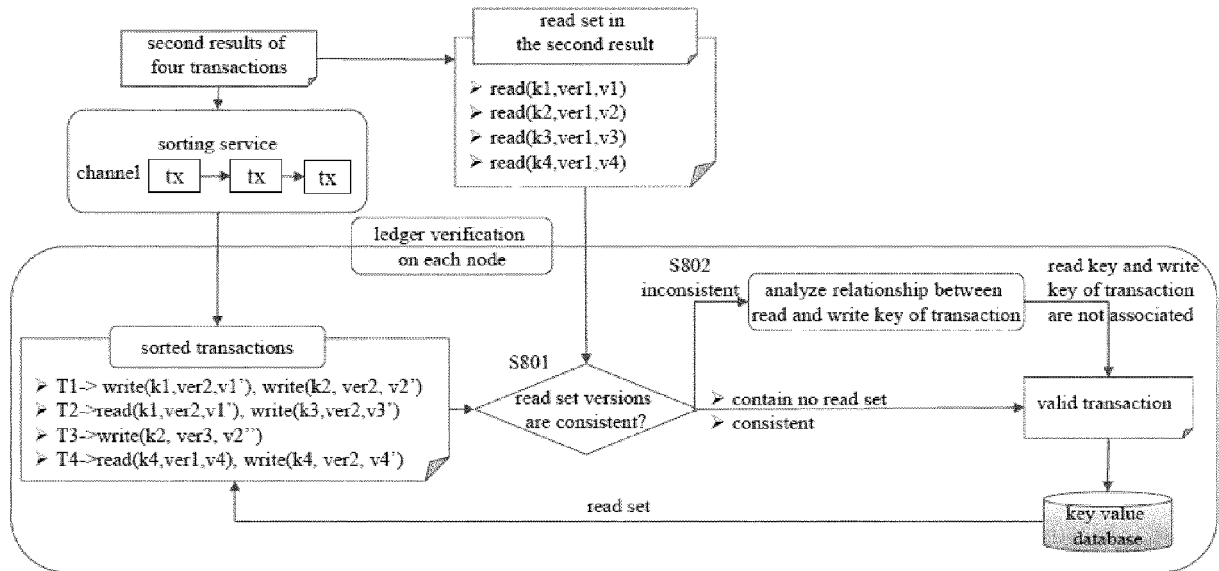 second results of
four transactions
read set in
the second result
➢ read(k1,ver1,v1)
➢ read(k2,ver1,v2)
➢ read(k3,ver1,v3)
➢ read(k4,ver1,v4)
sorting service
channel
tx
tx
tx
ledger verification
on each node
sorted transactions
➢ T1-> write(k1,ver2,v1’), write(k2, ver2, v2’)
➢ T2->read(k1,ver2,v1’), write(k3,ver2,v3’)
➢ T3->write(k2, ver3, v2’’)
➢ T4->read(k4,ver1,v4), write(k4, ver2, v4’)
S801
read set versions
are consistent?
S802
inconsistent
analyze relationship between
read and write key of transaction
read key and write
key of transaction
are not associated
➢ contain no read set
➢ consistent
valid transaction
read set
key value
database